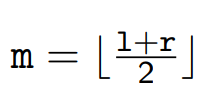 m = ⌊(l+r)/2⌋